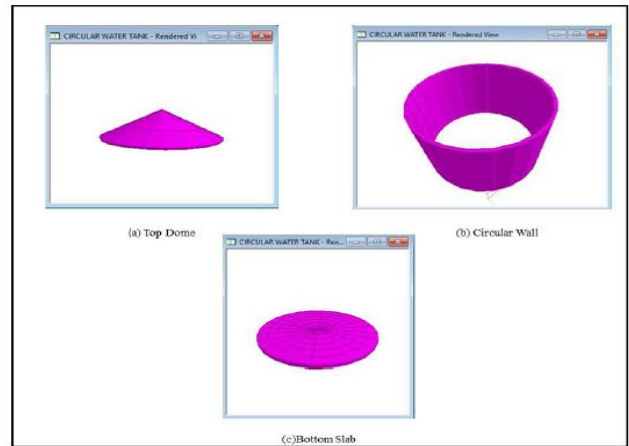 CIRCULAR WATER TANK - Rendered Vi
CIRCULAR WATER TANK - Rendered View
(a) Top Dome
(b) Circular Wall
CIRCULAR WATER TANK - Ren...
(c)Bottom Slab